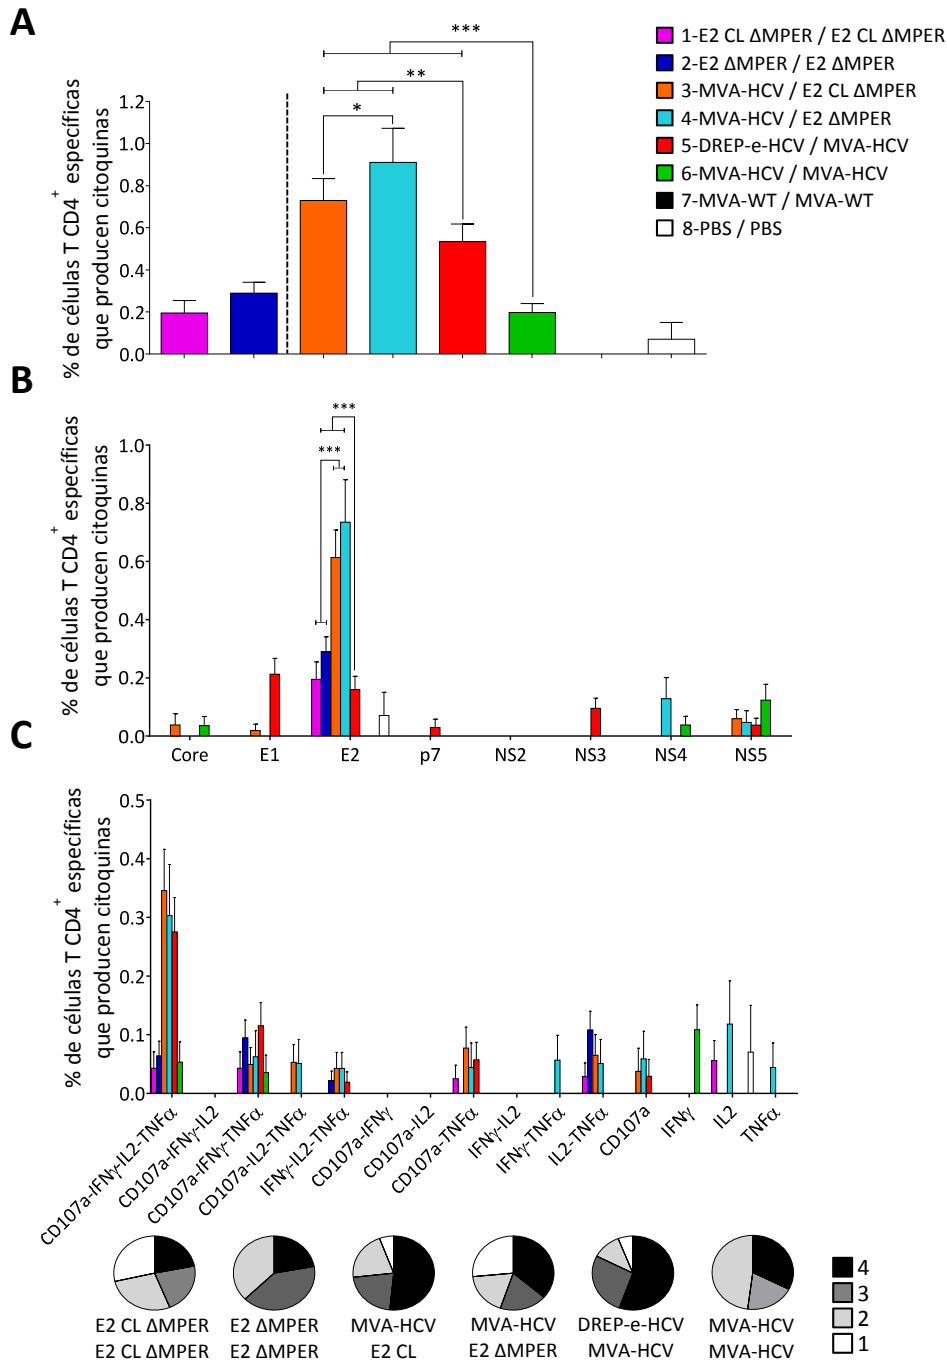 A
% de células T CD4+ específicas
que producen citoquinas
1.2
1.0
0.8
0.6
0.4
0.2
0.0
***
**
*
1-E2 CL ΔMPER / E2 CL ΔMPER
2-E2 ΔMPER / E2 ΔMPER
3-MVA-HCV / E2 CL ΔMPER
4-MVA-HCV / E2 ΔMPER
5-DREP-e-HCV / MVA-HCV
6-MVA-HCV / MVA-HCV
7-MVA-WT / MVA-WT
8-PBS / PBS
B
% de células T CD4+ específicas
que producen citoquinas
1.0
0.8
0.6
0.4
0.2
0.0
***
***
Core E1 E2 p7 NS2 NS3 NS4 NS5
C
% de células T CD4+ específicas
que producen citoquinas
0.5
0.4
0.3
0.2
0.1
0.0
CD107a-IFNγ-IL2-TNFα
CD107a-IFNγ-IL2
CD107a-IFNγ-TNFα
CD107a-IL2-TNFα
IFNγ-IL2-TNFα
CD107a-IFNγ
CD107a-IL2
CD107a-TNFα
IFNγ-IL2
IFNγ-TNFα
IL2-TNFα
CD107a
IFNγ
IL2
TNFα
E2 CL ΔMPER
E2 CL ΔMPER
E2 ΔMPER
E2 ΔMPER
MVA-HCV
E2 CL
MVA-HCV
E2 ΔMPER
DREP-e-HCV
MVA-HCV
MVA-HCV
MVA-HCV
4
3
2
1